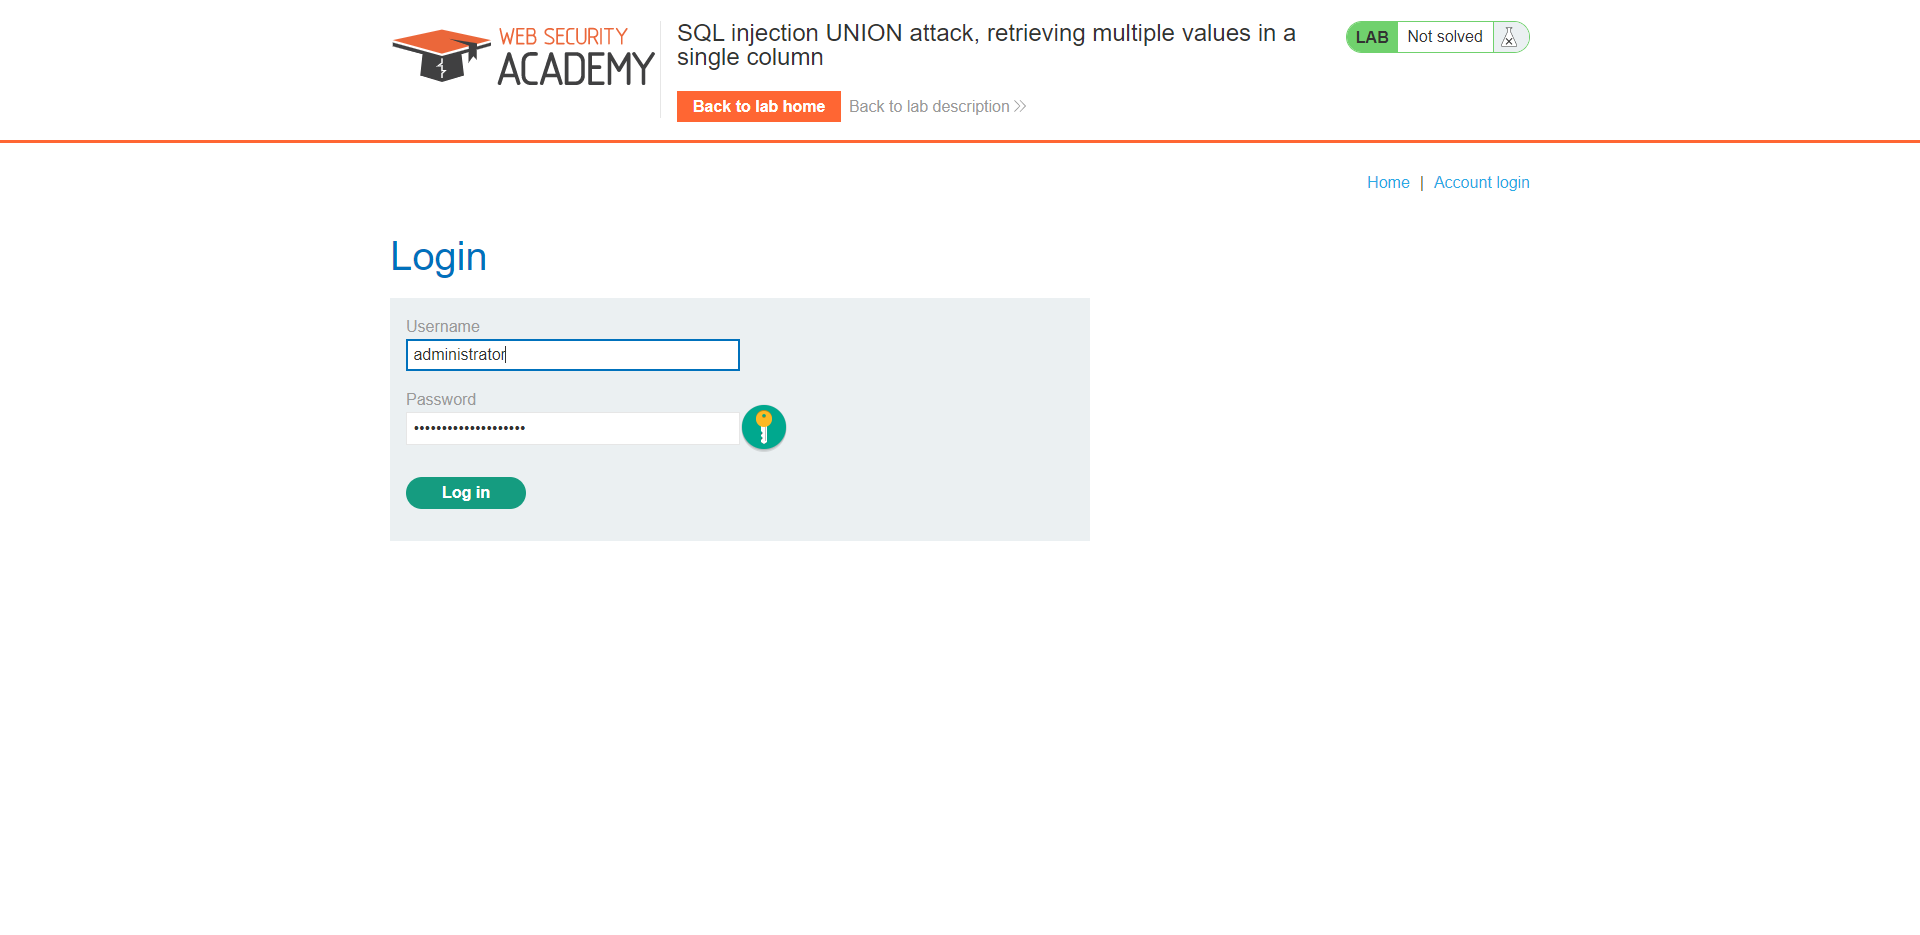 WEB SECURITY
ACADEMY
SQL injection UNION attack, retrieving multiple values in a
single column
Back to lab home
Back to lab description
LAB
Not solved
Home | Account login
Login
Username
administrator
Password
•••••••••••••••••••
Log in